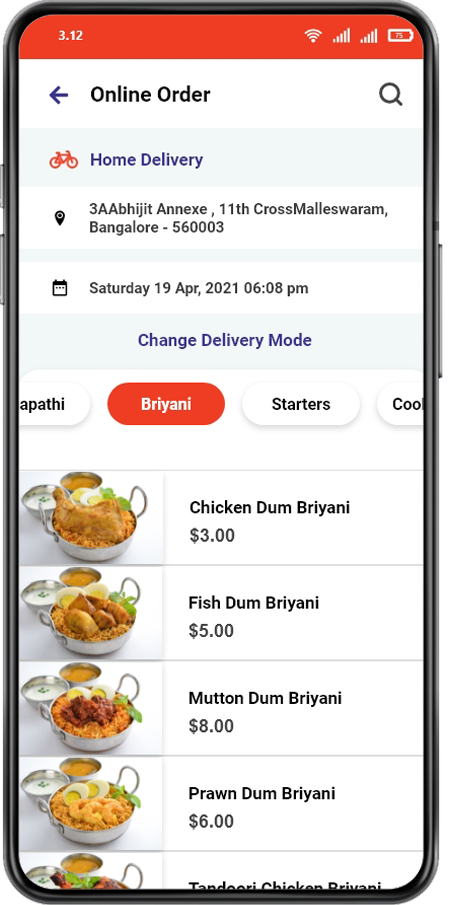 3.12
75
Online Order
Home Delivery
3AAbhijit Annexe , 11th CrossMalleswaram,
Bangalore - 560003
Saturday 19 Apr, 2021 06:08 pm
Change Delivery Mode
apathi Briyani Starters Cool
Chicken Dum Briyani
$3.00
Fish Dum Briyani
$5.00
Mutton Dum Briyani
$8.00
Prawn Dum Briyani
$6.00
Tandoori Chicken Briyani